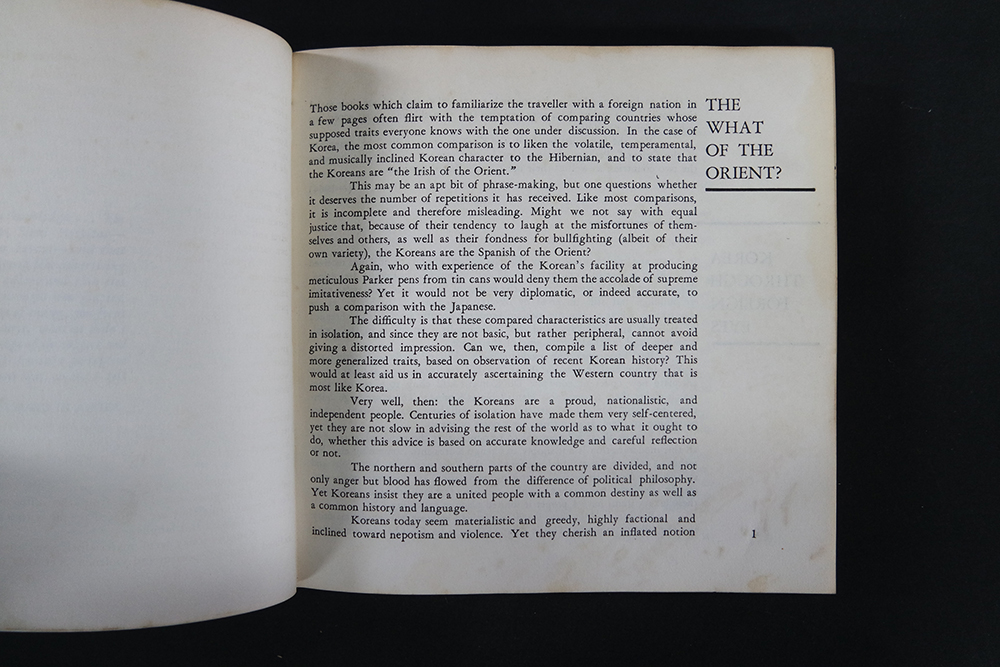 THE
WHAT
OF THE
ORIENT?
Those books which claim to familiarize the traveller with a foreign nation in
a few pages often flirt with the temptation of comparing countries whose
supposed traits everyone knows with the one under discussion. In the case of
Korea, the most common comparison is to liken the volatile, temperamental,
and musically inclined Korean character to the Hibernian, and to state that
the Koreans are "the Irish of the Orient."
This may be an apt bit of phrase-making, but one questions whether
it deserves the number of repetitions it has received. Like most comparisons,
it is incomplete and therefore misleading. Might we not say with equal
justice that, because of their tendency to laugh at the misfortunes of them-
selves and others, as well as their fondness for bullfighting (albeit of their
own variety), the Koreans are the Spanish of the Orient?
Again, who with experience of the Korean's facility at producing
meticulous Parker pens from tin cans would deny them the accolade of supreme
imitativeness? Yet it would not be very diplomatic, or indeed accurate, to
push a comparison with the Japanese.
The difficulty is that these compared characteristics are usually treated
in isolation, and since they are not basic, but rather peripheral, cannot avoid
giving a distorted impression. Can we, then, compile a list of deeper and
more generalized traits, based on observation of recent Korean history? This
would at least aid us in accurately ascertaining the Western country that is
most like Korea.
Very well, then: the Koreans are a proud, nationalistic, and
independent people. Centuries of isolation have made them very self-centered,
yet they are not slow in advising the rest of the world as to what it ought to
do, whether this advice is based on accurate knowledge and careful reflection
or not.
The northern and southern parts of the country are divided, and not
only anger but blood has flowed from the difference of political philosophy.
Yet Koreans insist they are a united people with a common destiny as well as
a common history and language.
Koreans today seem materialistic and greedy, highly factional and
inclined toward nepotism and violence. Yet they cherish an inflated notion
1